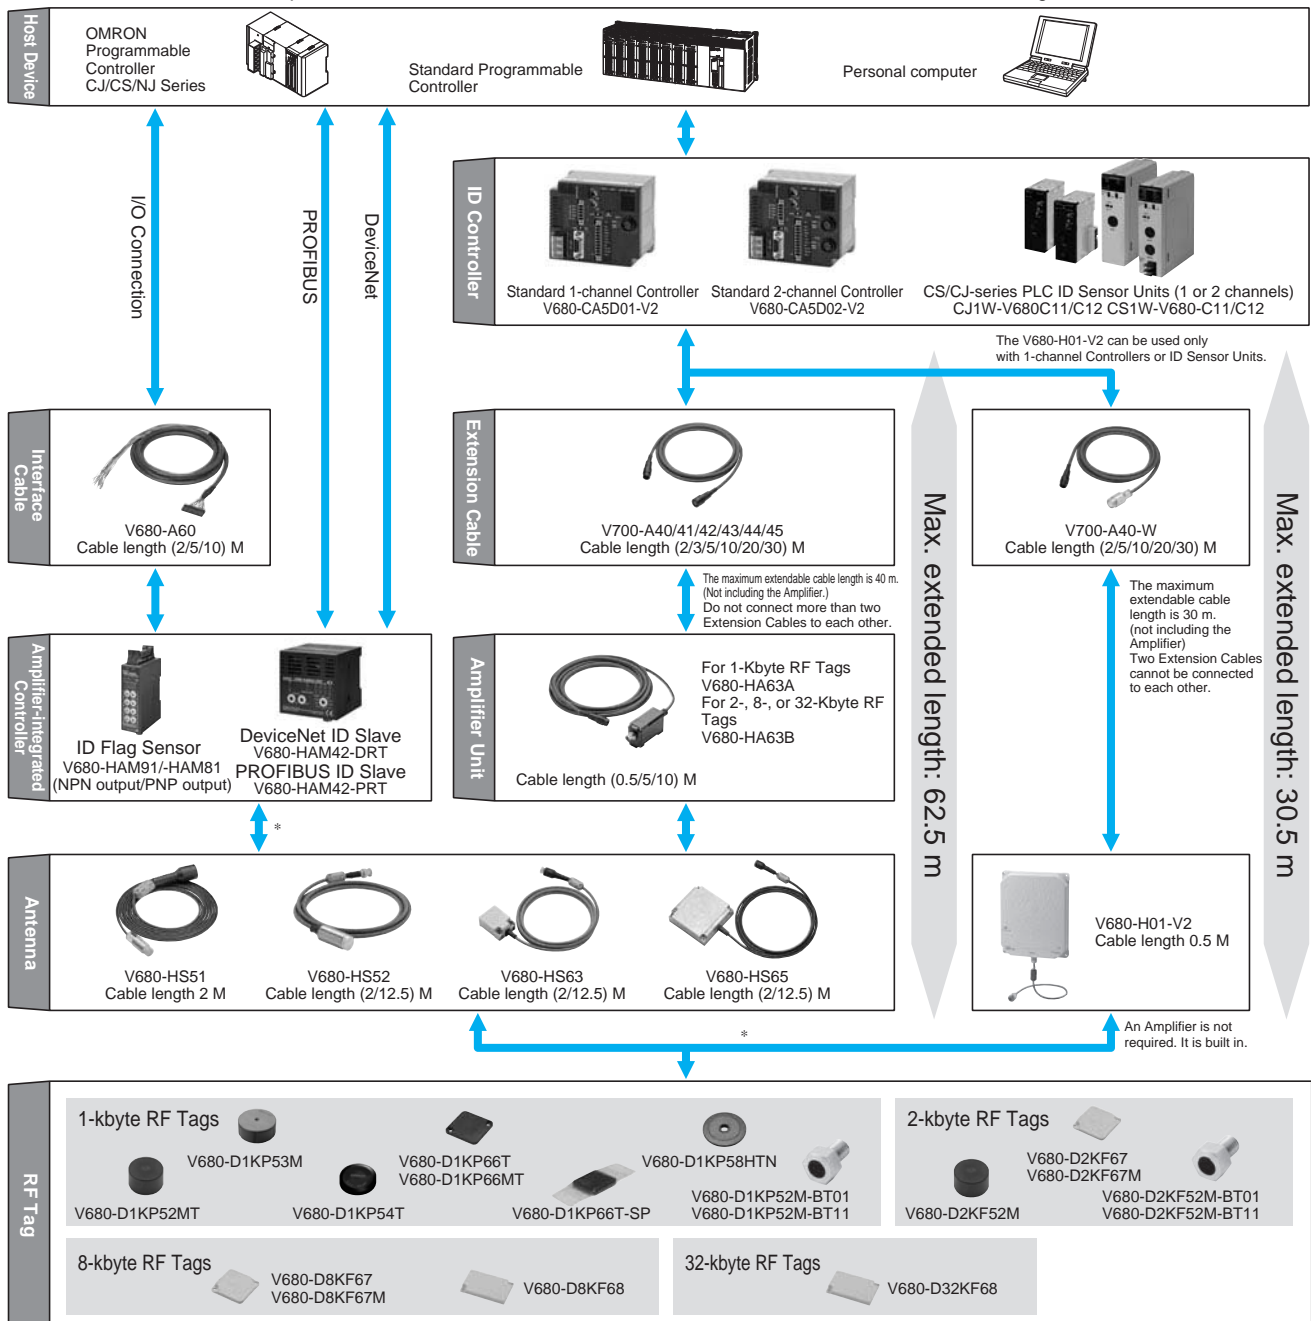 Host Device
OMRON
Programmable
Controller
CJ/CS/NJ Series
Standard Programmable
Controller
Personal computer
I/O Connection
PROFIBUS
DeviceNet
ID Controller
Standard 1-channel Controller
V680-CA5D01-V2
Standard 2-channel Controller
V680-CA5D02-V2
CS/CJ-series PLC ID Sensor Units (1 or 2 channels)
CJ1W-V680C11/C12 CS1W-V680-C11/C12
The V680-H01-V2 can be used only
with 1-channel Controllers or ID Sensor Units.
Interface
Cable
V680-A60
Cable length (2/5/10) M
Extension Cable
V700-A40/41/42/43/44/45
Cable length (2/3/5/10/20/30) M
V700-A40-W
Cable length (2/5/10/20/30) M
Max. extended length: 62.5 m
Max. extended length: 30.5 m
The maximum extendable cable length is 40 m.
(Not including the Amplifier.)
Do not connect more than two
Extension Cables to each other.
The maximum
extendable cable
length is 30 m.
(not including the
Amplifier)
Two Extension Cables
cannot be connected
to each other.
Amplifier-integrated
Controller
ID Flag Sensor
V680-HAM91/-HAM81
(NPN output/PNP output)
DeviceNet ID Slave
V680-HAM42-DRT
PROFIBUS ID Slave
V680-HAM42-PRT
Amplifier Unit
For 1-Kbyte RF Tags
V680-HA63A
For 2-, 8-, or 32-Kbyte RF
Tags
V680-HA63B
Cable length (0.5/5/10) M
*
Antenna
V680-HS51
Cable length 2 M
V680-HS52
Cable length (2/12.5) M
V680-HS63
Cable length (2/12.5) M
V680-HS65
Cable length (2/12.5) M
V680-H01-V2
Cable length 0.5 M
*
An Amplifier is not
required. It is built in.
RF Tag
1-kbyte RF Tags
V680-D1KP53M
V680-D1KP66T
V680-D1KP66MT
V680-D1KP58HTN
V680-D1KP52MT
V680-D1KP54T
V680-D1KP66T-SP
V680-D1KP52M-BT01
V680-D1KP52M-BT11
2-kbyte RF Tags
V680-D2KF67
V680-D2KF67M
V680-D2KF52M
V680-D2KF52M-BT01
V680-D2KF52M-BT11
8-kbyte RF Tags
V680-D8KF67
V680-D8KF67M
V680-D8KF68
32-kbyte RF Tags
V680-D32KF68